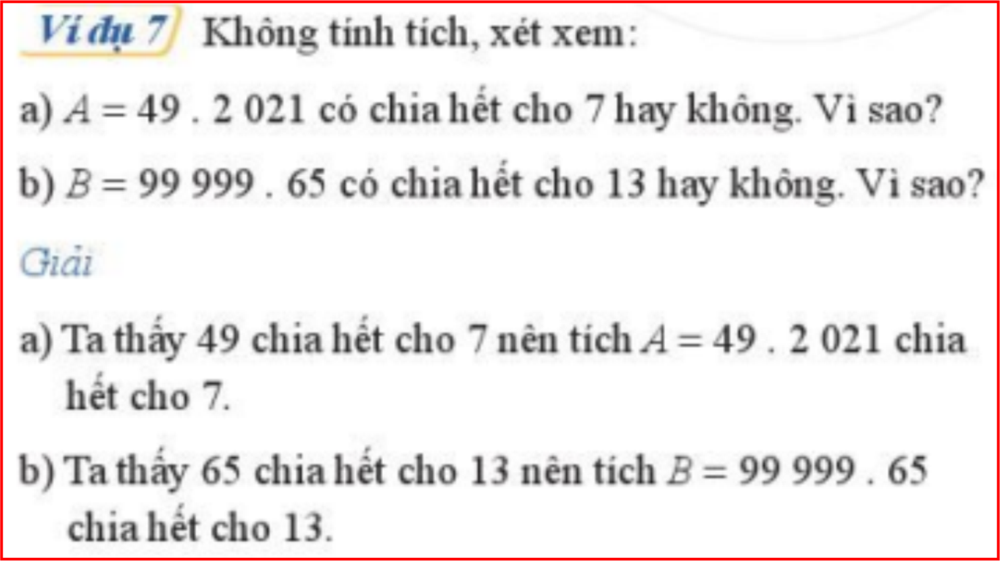 Ví dụ 7 Không tính tích, xét xem:
a) A = 49 . 2 021 có chia hết cho 7 hay không. Vì sao?
b) B = 99 999 . 65 có chia hết cho 13 hay không. Vì sao?
Giải
a) Ta thấy 49 chia hết cho 7 nên tích A = 49 . 2 021 chia
hết cho 7.
b) Ta thấy 65 chia hết cho 13 nên tích B = 99 999 . 65
chia hết cho 13.